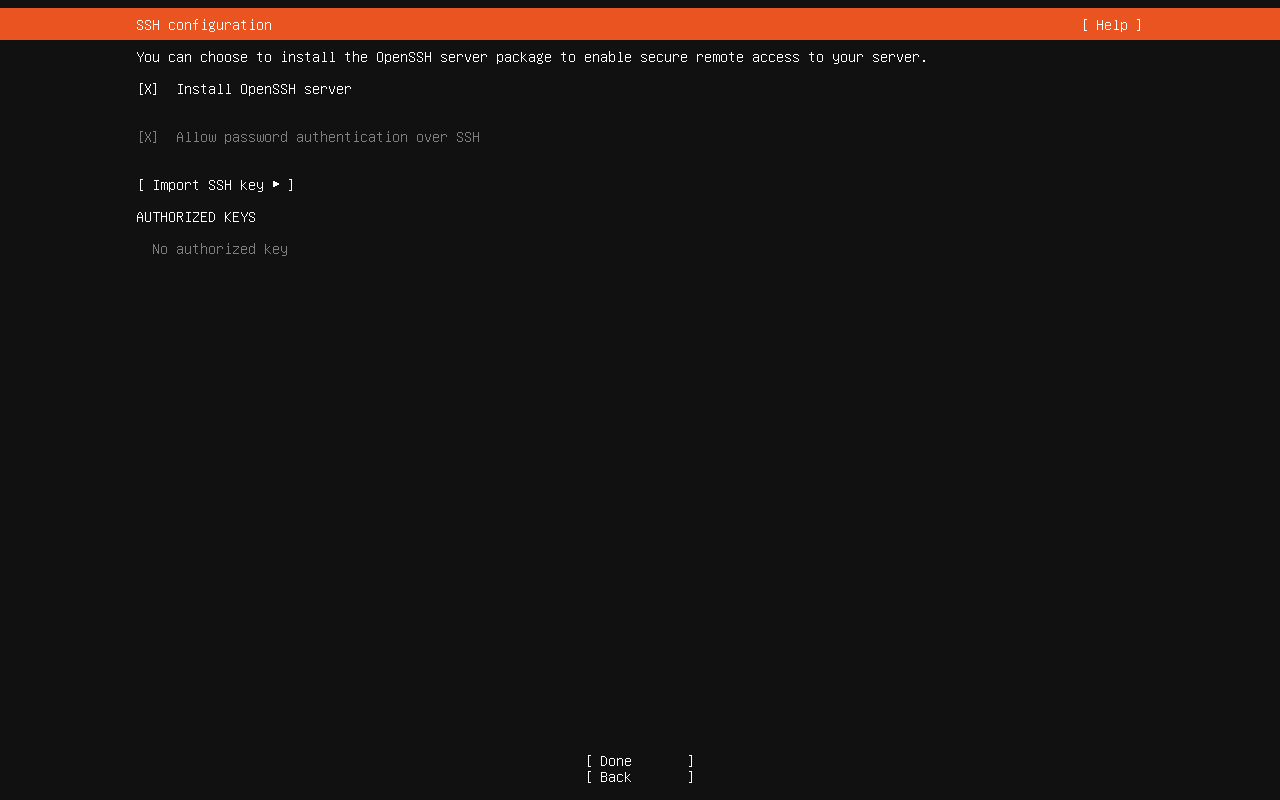 SSH configuration [ Help ]
You can choose to install the OpenSSH server package to enable secure remote access to your server.
[X] Install OpenSSH server
[X] Allow password authentication over SSH
[ Import SSH key ▸ ]
AUTHORIZED KEYS
No authorized key
[ Done ]
[ Back ]